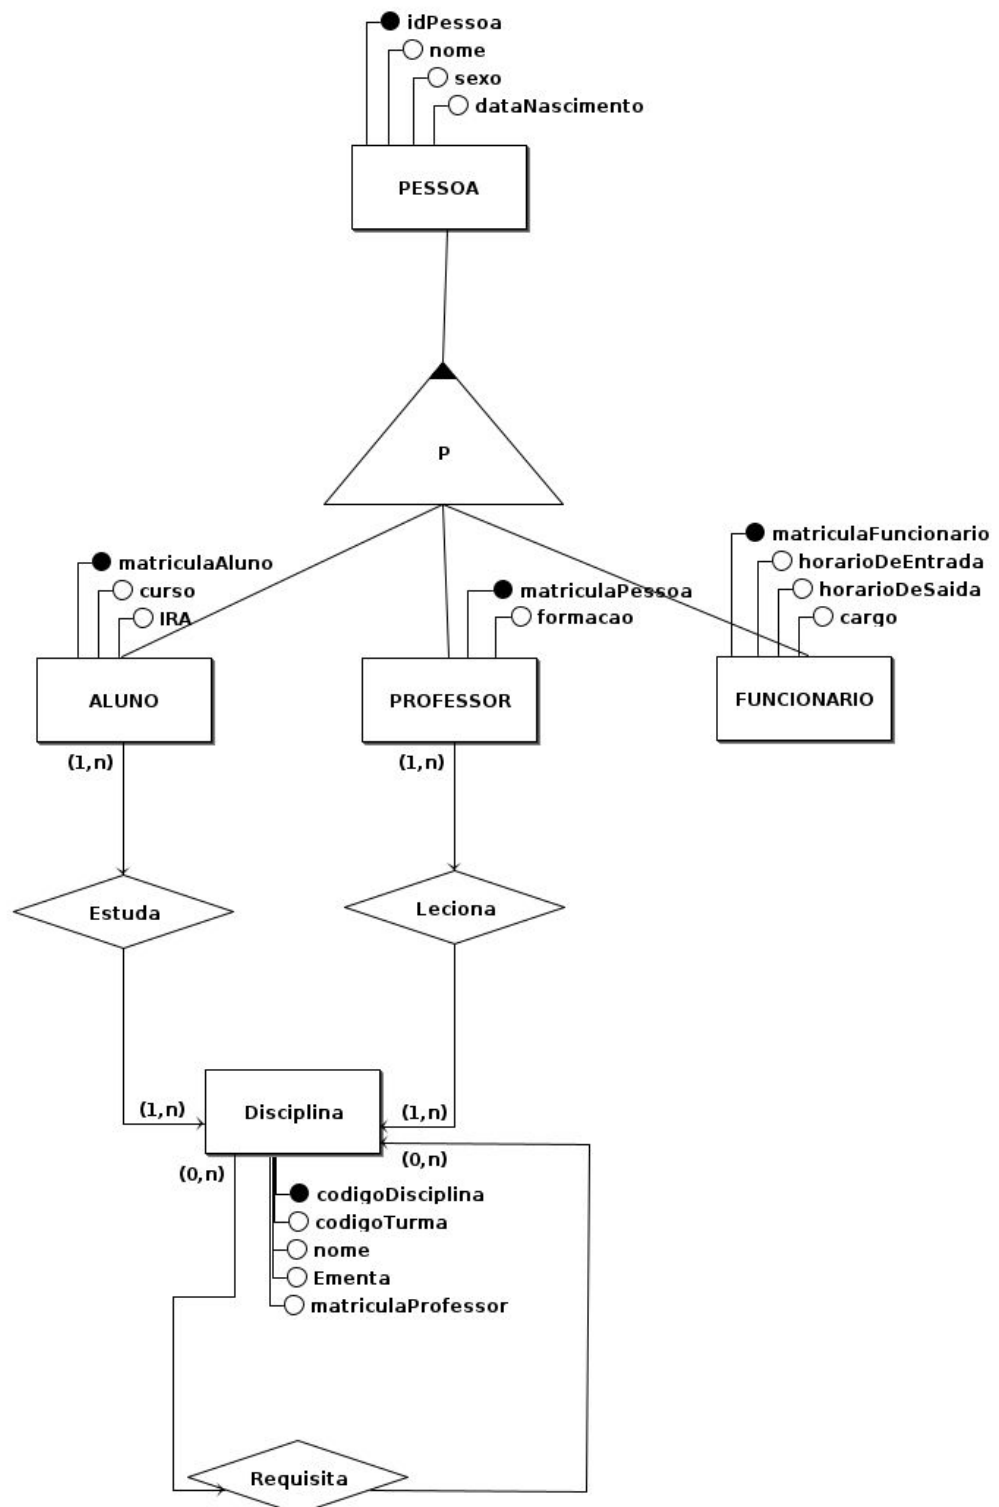 idPessoa
nome
sexo
dataNascimento
PESSOA
P
matriculaAluno
curso
IRA
matriculaPessoa
formacao
matriculaFuncionario
horarioDeEntrada
horarioDeSaida
cargo
ALUNO
PROFESSOR
FUNCIONARIO
(1,n)
(1,n)
Estuda
Leciona
(1,n)
Disciplina
(1,n)
(0,n)
(0,n)
codigoDisciplina
codigoTurma
nome
Ementa
matriculaProfessor
Requisita